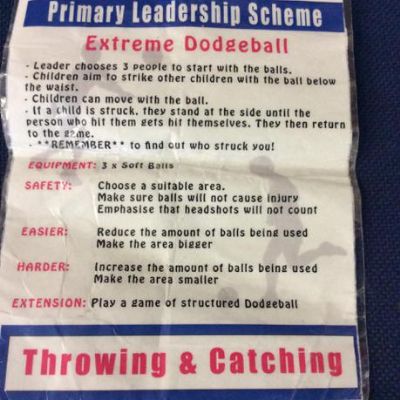 Primary Leadership Scheme
Extreme Dodgeball
- Leader chooses 3 people to start with the balls.
- Children aim to strike other children with the ball below
the waist.
- Children can move with the ball.
- If a child is struck, they stand at the side until the
person who hit them gets hit themselves. They then return
to the game.
- **REMEMBER** to find out who struck you!
EQUIPMENT: 3 x Soft Balls
SAFETY: Choose a suitable area.
Make sure balls will not cause injury
Emphasise that headshots will not count
EASIER: Reduce the amount of balls being used
Make the area bigger
HARDER: Increase the amount of balls being used
Make the area smaller
EXTENSION: Play a game of structured Dodgeball
Throwing & Catching